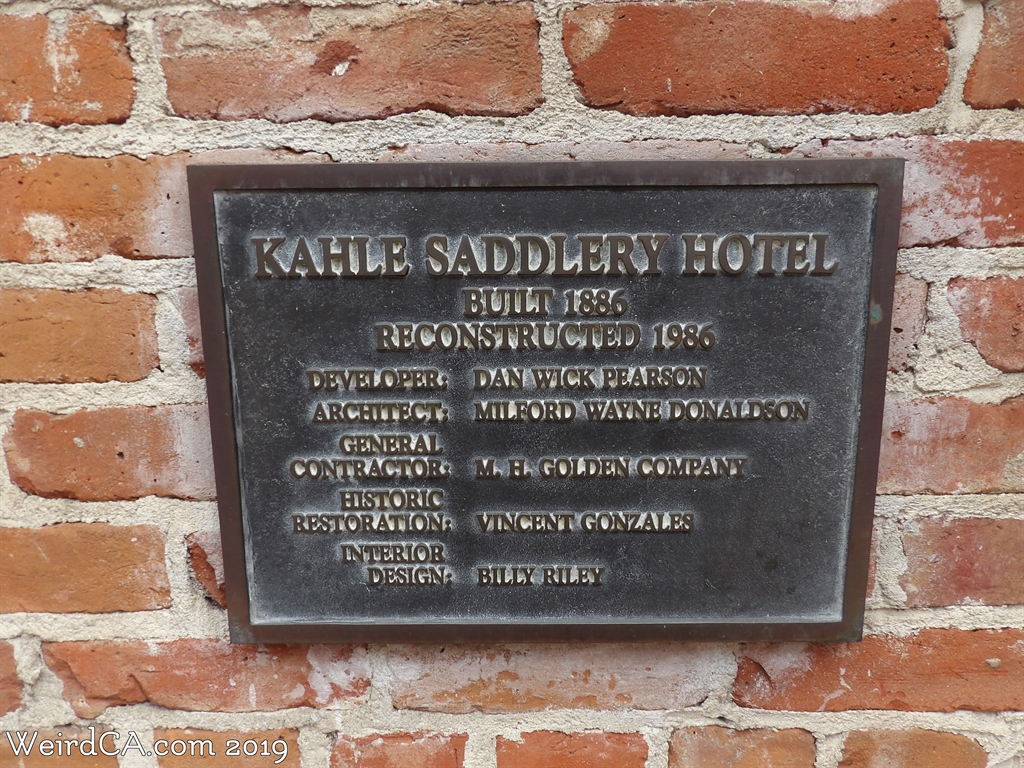 KAHLE SADDLERY HOTEL
BUILT 1886
RECONSTRUCTED 1986
DEVELOPER: DAN WICK PEARSON
ARCHITECT: MILFORD WAYNE DONALDSON
GENERAL
CONTRACTOR: M. H. GOLDEN COMPANY
HISTORIC
RESTORATION: VINCENT GONZALES
INTERIOR
DESIGN: BILLY RILEY
WeirdCA.com 2019